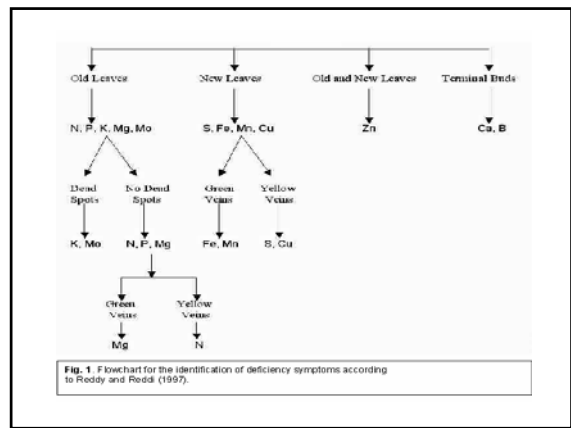 Old Leaves New Leaves Old and New Leaves Terminal Buds
N, P, K, Mg, Mo S, Fe, Mn, Cu Zn Ca, B
Dead No Dead Green Yellow
Spots Spots Veins Veins
K, Mo N, P, Mg Fe, Mn S, Cu
Green Yellow
Veins Veins
Mg N
Fig. 1. Flowchart for the identification of deficiency symptoms according
to Reddy and Reddi (1997).